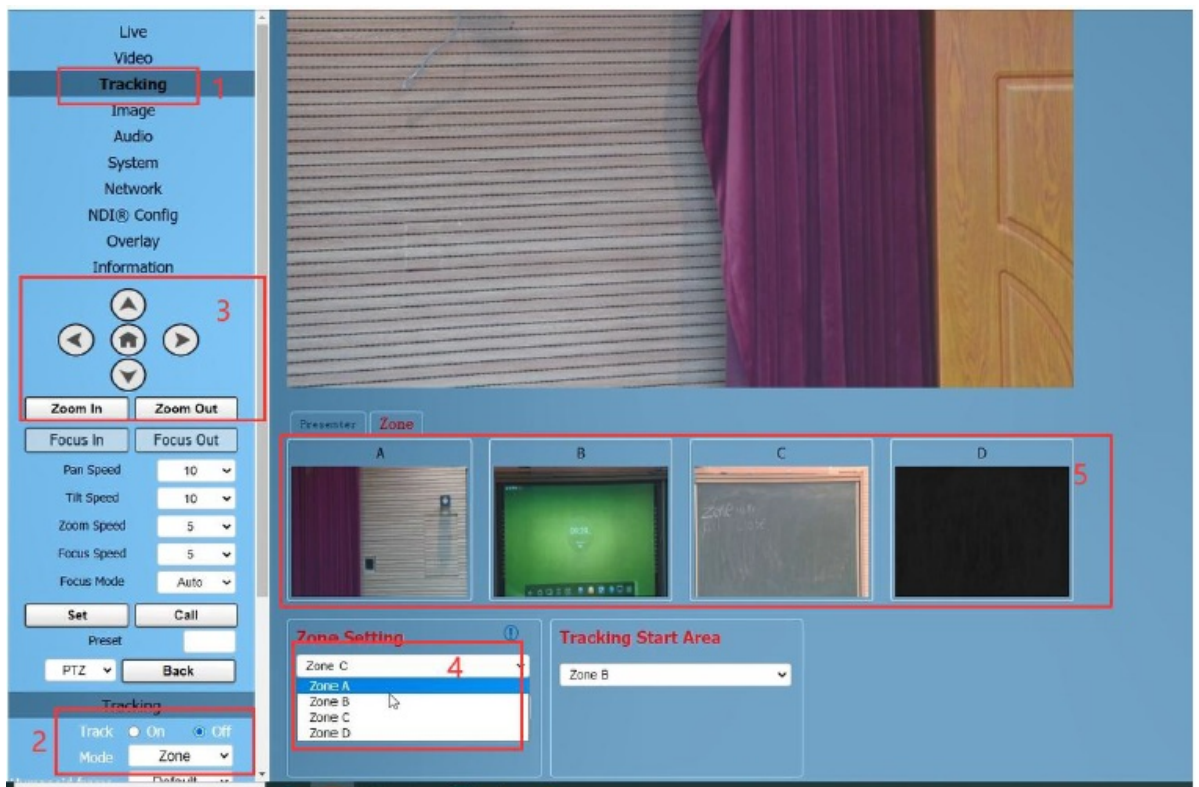 Live
Video
Tracking
1
Image
Audio
System
Network
NDI® Config
Overlay
Information
3
Zoom In Zoom Out
Focus In Focus Out
Pan Speed 10
Tilt Speed 10
Zoom Speed 5
Focus Speed 5
Focus Mode Auto
Set Call
Preset
PTZ Back
Tracking
2
Track On Off
Mode Zone
Default
Presenter Zone
A B C D
5
Zone Setting
4
Zone C
Zone A
Zone B
Zone C
Zone D
Tracking Start Area
Zone B